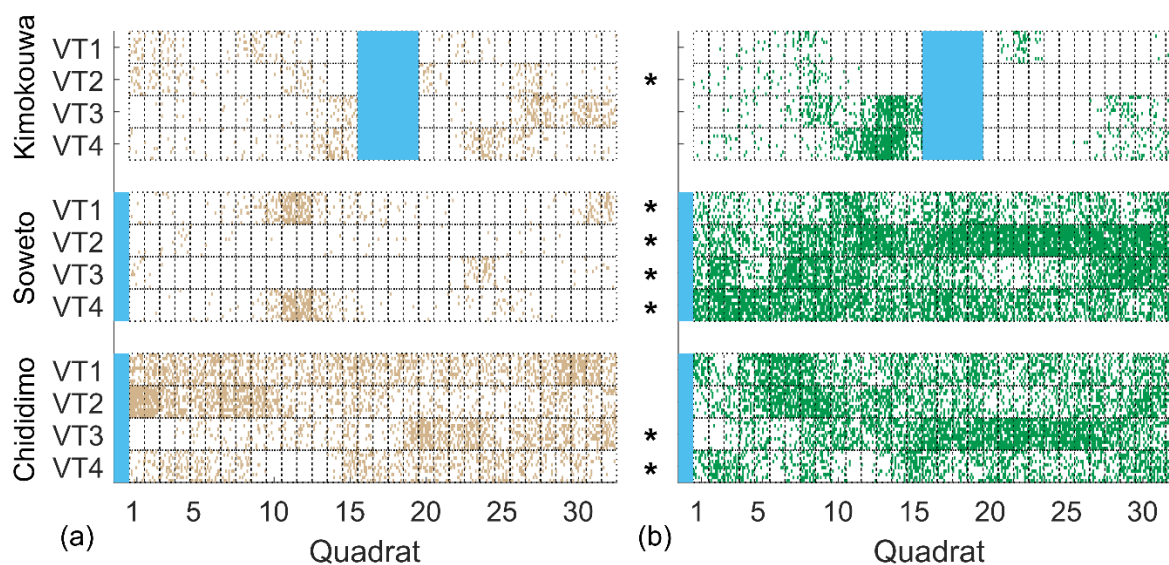 Kimokouwa
VT1
VT2 *
VT3
VT4
Soweto
VT1 *
VT2 *
VT3 *
VT4 *
Chididimo
VT1
VT2
VT3 *
VT4 *
1 5 10 15 20 25 30
(a) Quadrat
1 5 10 15 20 25 30
(b) Quadrat